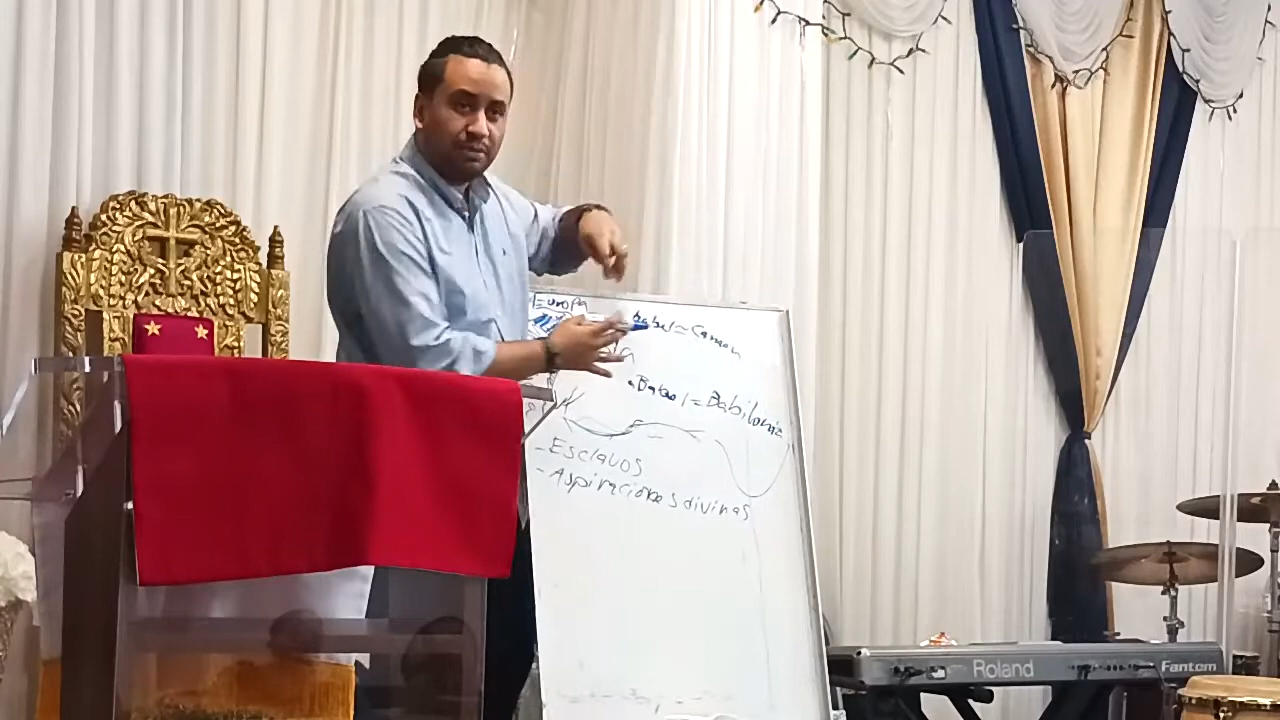 Europa
babel = Canaan
Babel = Babilonia
- Esclavos
- Aspiraciones divinas
Roland
Fantom